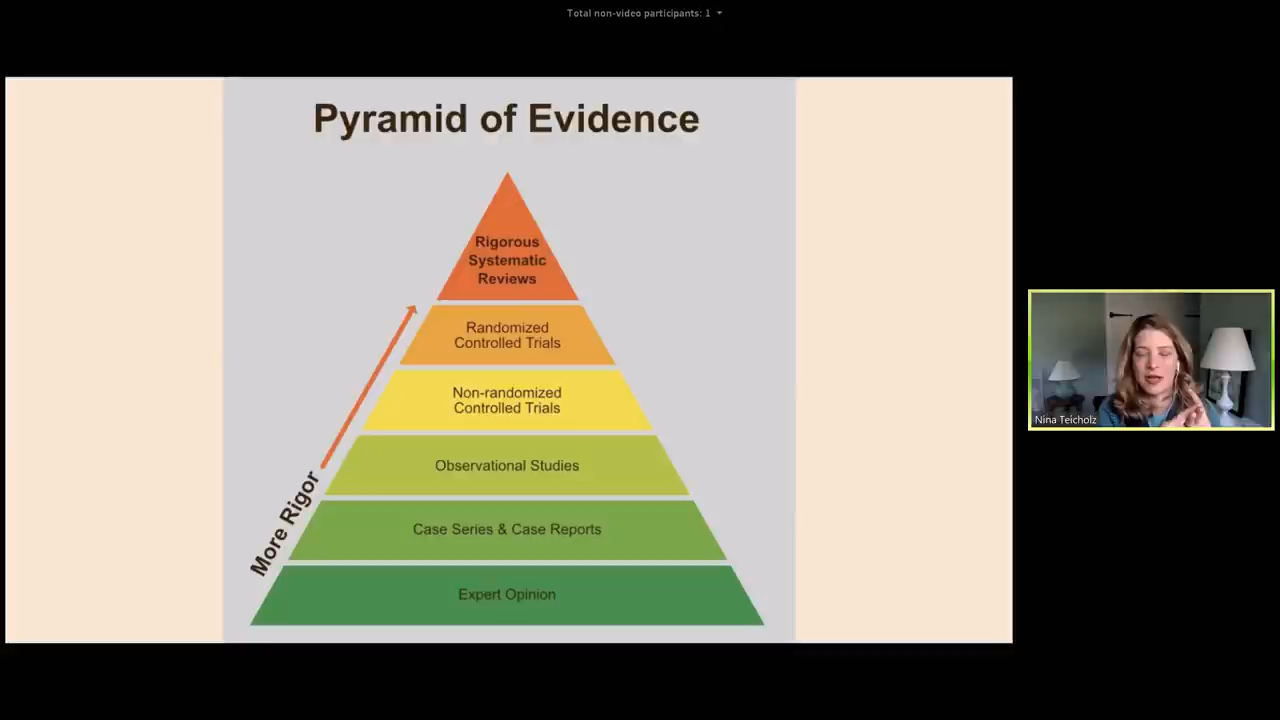 Total non-video participants: 1
Pyramid of Evidence
Rigorous
Systematic
Reviews
Randomized
Controlled Trials
Non-randomized
Controlled Trials
Observational Studies
Case Series & Case Reports
Expert Opinion
More Rigor
Nina Teicholz